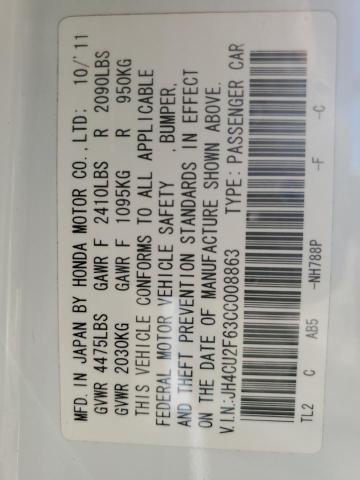 MFD. IN JAPAN BY HONDA MOTOR CO., LTD; 10/'11
GVWR 4475LBS GAWR F 2410LBS R 2090LBS
GVWR 2030KG GAWR F 1095KG R 950KG
THIS VEHICLE CONFORMS TO ALL APPLICABLE
FEDERAL MOTOR VEHICLE SAFETY , BUMPER,
AND THEFT PREVENTION STANDARDS IN EFFECT
ON THE DATE OF MANUFACTURE SHOWN ABOVE.
V.I.N:JH4CU2F63CC008863 TYPE: PASSENGER CAR
TL2 C AB5 -NH788P -F -C